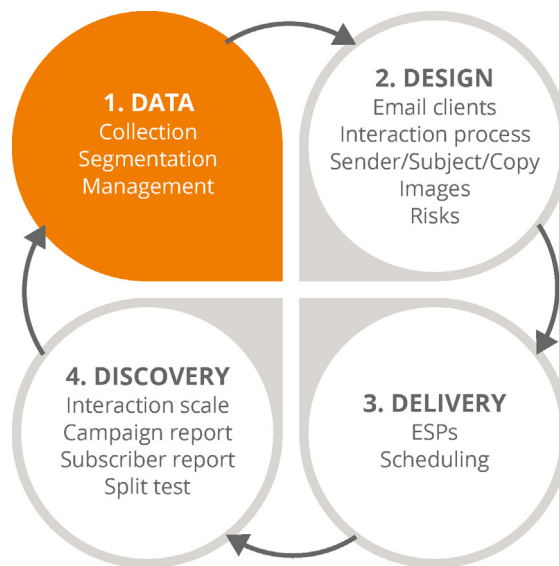 1. DATA
Collection
Segmentation
Management
2. DESIGN
Email clients
Interaction process
Sender/Subject/Copy
Images
Risks
3. DELIVERY
ESPs
Scheduling
4. DISCOVERY
Interaction scale
Campaign report
Subscriber report
Split test